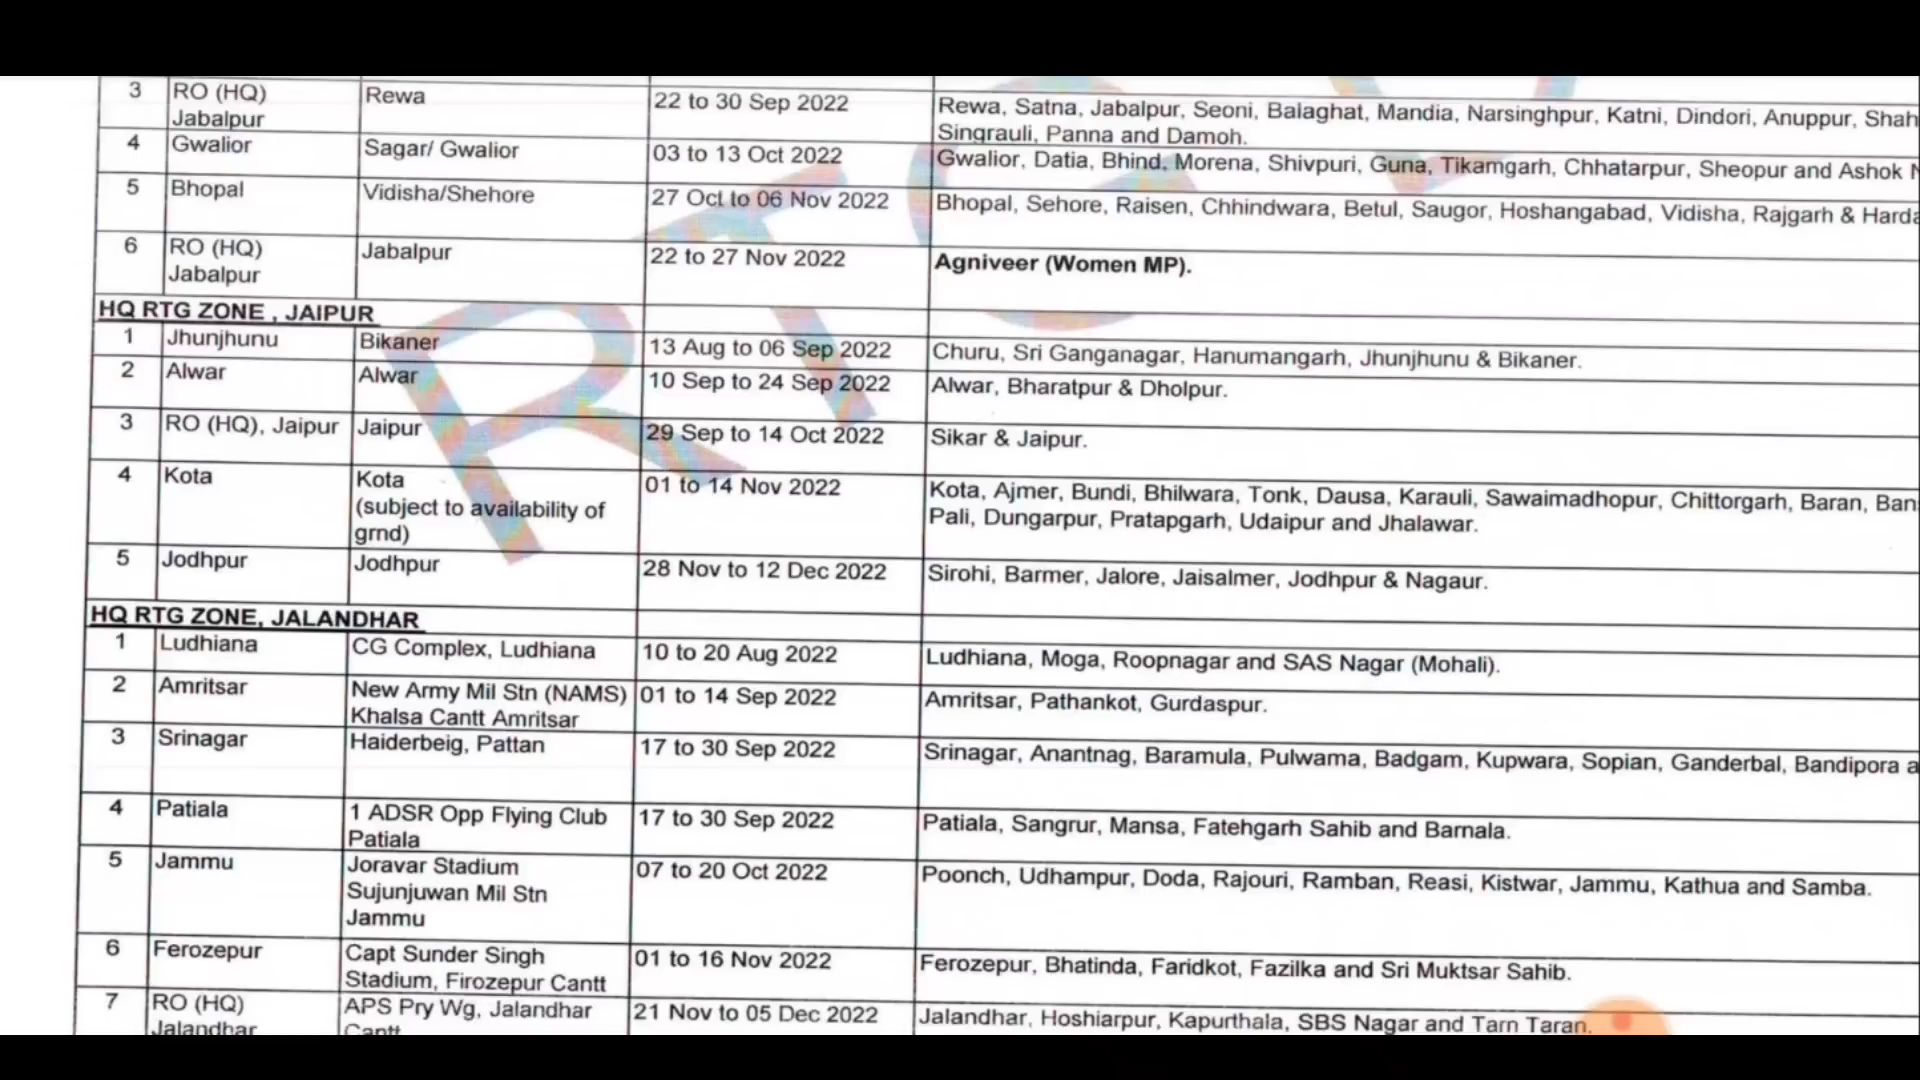 3 RO (HQ) Rewa 22 to 30 Sep 2022 Rewa, Satna, Jabalpur, Seoni, Balaghat, Mandia, Narsinghpur, Katni, Dindori, Anuppur, Shah
Jabalpur Singrauli, Panna and Damoh.
4 Gwalior Sagar/ Gwalior 03 to 13 Oct 2022 Gwalior, Datia, Bhind, Morena, Shivpuri, Guna, Tikamgarh, Chhatarpur, Sheopur and Ashok N
5 Bhopal Vidisha/Shehore 27 Oct to 06 Nov 2022 Bhopal, Sehore, Raisen, Chhindwara, Betul, Saugor, Hoshangabad, Vidisha, Rajgarh & Harda
6 RO (HQ) Jabalpur 22 to 27 Nov 2022 Agniveer (Women MP).
Jabalpur
HQ RTG ZONE , JAIPUR
1 Jhunjhunu Bikaner 13 Aug to 06 Sep 2022 Churu, Sri Ganganagar, Hanumangarh, Jhunjhunu & Bikaner.
2 Alwar Alwar 10 Sep to 24 Sep 2022 Alwar, Bharatpur & Dholpur.
3 RO (HQ), Jaipur Jaipur 29 Sep to 14 Oct 2022 Sikar & Jaipur.
4 Kota Kota 01 to 14 Nov 2022 Kota, Ajmer, Bundi, Bhilwara, Tonk, Dausa, Karauli, Sawaimadhopur, Chittorgarh, Baran, Ban
(subject to availability of Pali, Dungarpur, Pratapgarh, Udaipur and Jhalawar.
grnd)
5 Jodhpur Jodhpur 28 Nov to 12 Dec 2022 Sirohi, Barmer, Jalore, Jaisalmer, Jodhpur & Nagaur.
HQ RTG ZONE, JALANDHAR
1 Ludhiana CG Complex, Ludhiana 10 to 20 Aug 2022 Ludhiana, Moga, Roopnagar and SAS Nagar (Mohali).
2 Amritsar New Army Mil Stn (NAMS) 01 to 14 Sep 2022 Amritsar, Pathankot, Gurdaspur.
Khalsa Cantt Amritsar
3 Srinagar Haiderbeig, Pattan 17 to 30 Sep 2022 Srinagar, Anantnag, Baramula, Pulwama, Badgam, Kupwara, Sopian, Ganderbal, Bandipora a
4 Patiala 1 ADSR Opp Flying Club 17 to 30 Sep 2022 Patiala, Sangrur, Mansa, Fatehgarh Sahib and Barnala.
Patiala
5 Jammu Joravar Stadium 07 to 20 Oct 2022 Poonch, Udhampur, Doda, Rajouri, Ramban, Reasi, Kistwar, Jammu, Kathua and Samba.
Sujunjuwan Mil Stn
Jammu
6 Ferozepur Capt Sunder Singh 01 to 16 Nov 2022 Ferozepur, Bhatinda, Faridkot, Fazilka and Sri Muktsar Sahib.
Stadium, Firozepur Cantt
7 RO (HQ) APS Pry Wg, Jalandhar 21 Nov to 05 Dec 2022 Jalandhar, Hoshiarpur, Kapurthala, SBS Nagar and Tarn Taran.
Jalandhar Cantt
RTG